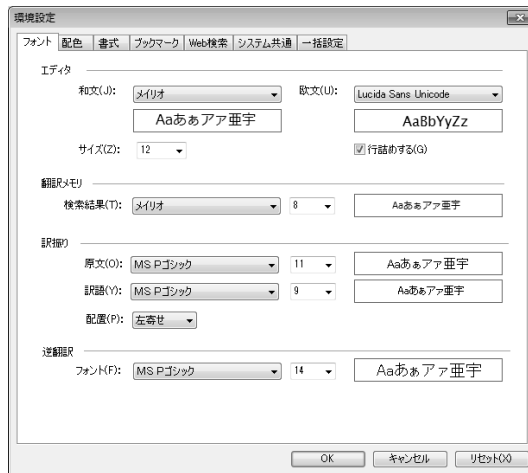 環境設定
フォント 配色 書式 ブックマーク Web検索 システム共通 一括設定
エディタ
和文(J): メイリオ 欧文(U): Lucida Sans Unicode
Aaあぁアァ亜宇 AaBbYyZz
サイズ(Z): 12 行詰めする(G)
翻訳メモリ
検索結果(T): メイリオ 8 Aaあぁアァ亜宇
訳振り
原文(O): MS Pゴシック 11 Aaあぁアァ亜宇
訳語(Y): MS Pゴシック 9 Aaあぁアァ亜宇
配置(P): 左寄せ
逆翻訳
フォント(F): MS Pゴシック 14 Aaあぁアァ亜宇
OK キャンセル リセット(X)